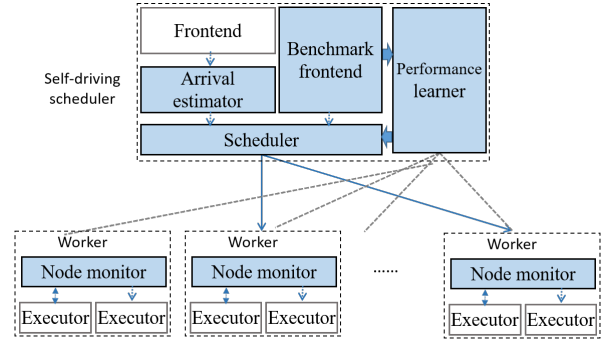 Frontend
Benchmark
frontend
Performance
learner
Self-driving
scheduler
Arrival
estimator
Scheduler
Worker
Node monitor
Executor
Executor
Worker
Node monitor
Executor
Executor
......
Worker
Node monitor
Executor
Executor